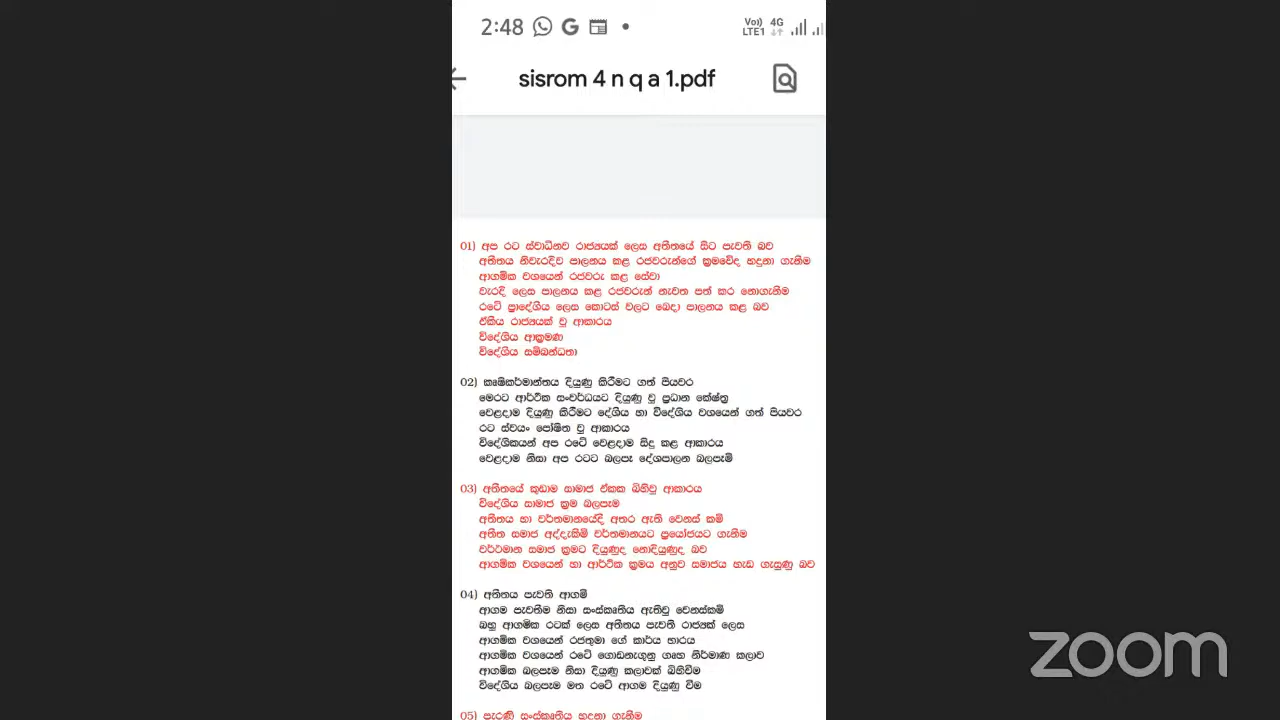 2:48
Vo)) 4G
LTE1
sisrom 4 n q a 1.pdf
01) අප රට ස්වාධිනව රාජ්‍යයක් ලෙස අතීතයේ සිට පැවති බව
අතීතය නිවැරදිව පාලනය කළ රජවරුන්ගේ ක්‍රමවේද හදුනා ගැනීම
ආගමික වශයෙන් රජවරු කළ සේවා
වැරදි ලෙස පාලනය කළ රජවරුන් නැවත පත් කර නොගැනීම
රටේ ප්‍රාදේශීය ලෙස කොටස් වලට බෙදා පාලනය කළ බව
ඒකීය රාජ්‍යයක් වු ආකාරය
විදේශීය ආක්‍රමණ
විදේශීය සම්බන්ධතා
02) කෘෂිකර්මාන්තය දියුණු කිරීමට ගත් පියවර
මෙරට ආර්ථික සංවර්ධයට දියුණු වු ප්‍රධාන කේෂ්ත්‍ර
වෙළදාම දියුණු කිරීමට දේශීය හා විදේශීය වශයෙන් ගත් පියවර
රට ස්වයං පෝෂිත වු ආකාරය
විදේශිකයන් අප රටේ වෙළදාම සිදු කළ ආකාරය
වෙළදාම නිසා අප රටට බලපෑ දේශපාලන බලපෑම්
03) අතීතයේ කුඩාම සාමාජ ඒකක බිහිවු ආකාරය
විදේශීය සාමාජ ක්‍රම බලපෑම
අතීතය හා වර්තමානයේදී අතර ඇති වෙනස් කම්
අතීත සමාජ අද්දැකීම් වර්තමානයට ප්‍රයෝජයට ගැනීම
වර්ථමාන සමාජ ක්‍රමට දියුණුද නොදියුණුද බව
ආගමික වශයෙන් හා ආර්ථික ක්‍රමය අනුව සමාජය හැඩ ගැසුණු බව
04) අතීතය පැවති ආගම්
ආගම පැවතීම නිසා සංස්කෘතිය ඇතිවු වෙනස්කම්
බහු ආගමික රටක් ලෙස අතීතය පැවති රාජ්‍යක් ලෙස
ආගමික වශයෙන් රජතුමා ගේ කාර්ය භාරය
ආගමික වශයෙන් රටේ ගොඩනැගුනු ගෘහ නිර්මාණ කලාව
ආගමික බලපෑම නිසා දියුණු කලාවක් බිහිවීම
විදේශීය බලපෑම මත රටේ ආගම දියුණු වීම
05) පැරණි සංස්කෘතිය හදුනා ගැනීම
zoom